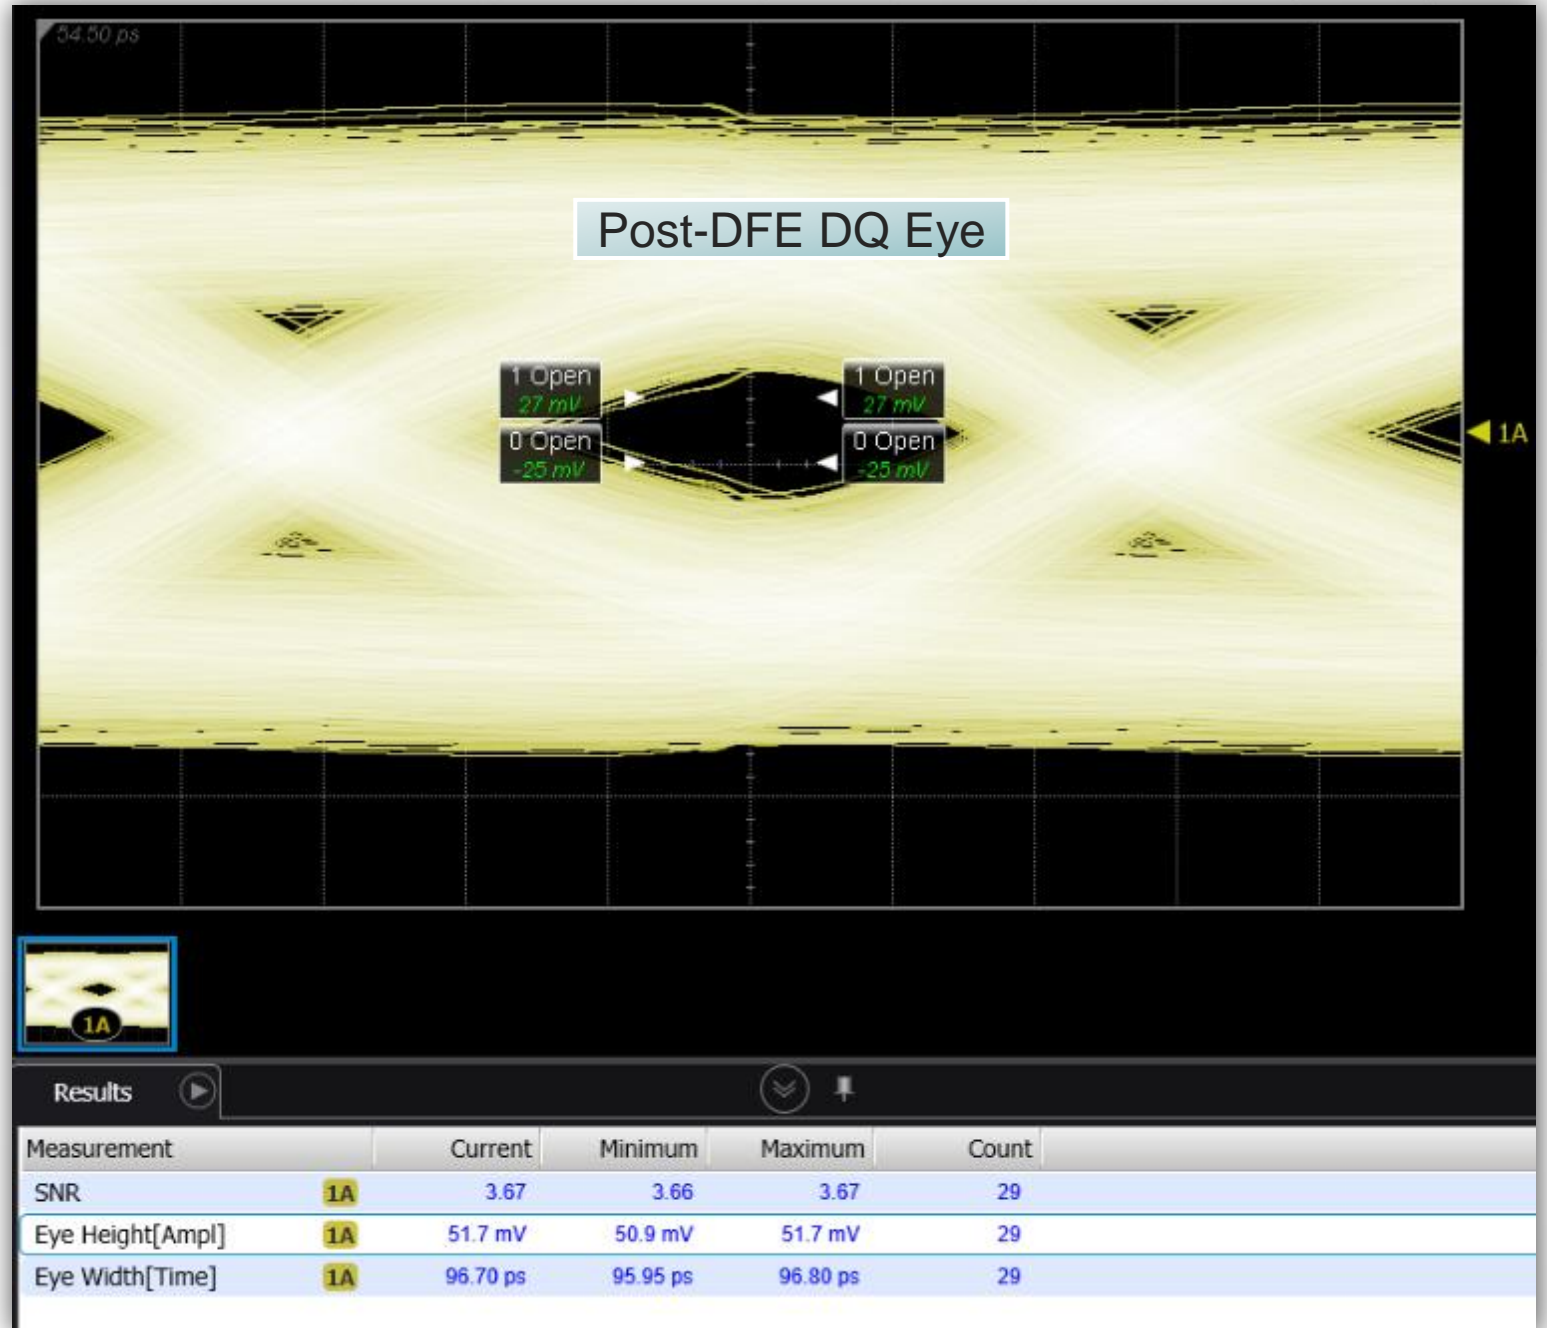 54.50 ps
Post-DFE DQ Eye
1 Open
27 mV
1 Open
27 mV
0 Open
-25 mV
0 Open
-25 mV
1A
1A
Results
Measurement Current Minimum Maximum Count
SNR 1A 3.67 3.66 3.67 29
Eye Height[Ampl] 1A 51.7 mV 50.9 mV 51.7 mV 29
Eye Width[Time] 1A 96.70 ps 95.95 ps 96.80 ps 29